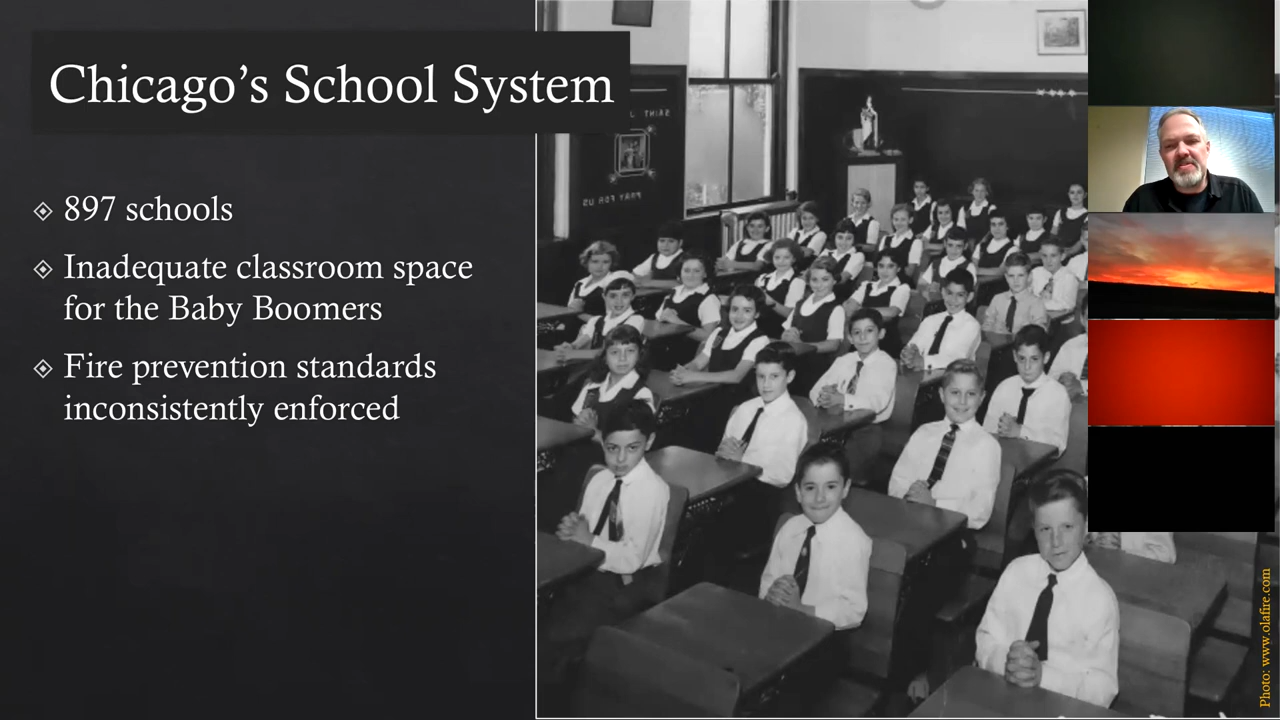 Chicago’s School System
897 schools
Inadequate classroom space
for the Baby Boomers
Fire prevention standards
inconsistently enforced
PRAY FOR US
Photo: www.olafire.com